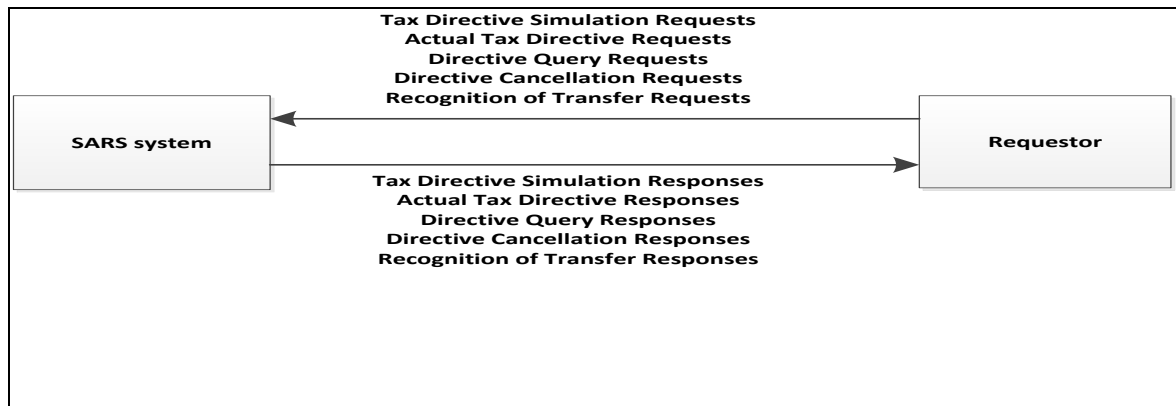 Tax Directive Simulation Requests
Actual Tax Directive Requests
Directive Query Requests
Directive Cancellation Requests
Recognition of Transfer Requests
SARS system
Requestor
Tax Directive Simulation Responses
Actual Tax Directive Responses
Directive Query Responses
Directive Cancellation Responses
Recognition of Transfer Responses